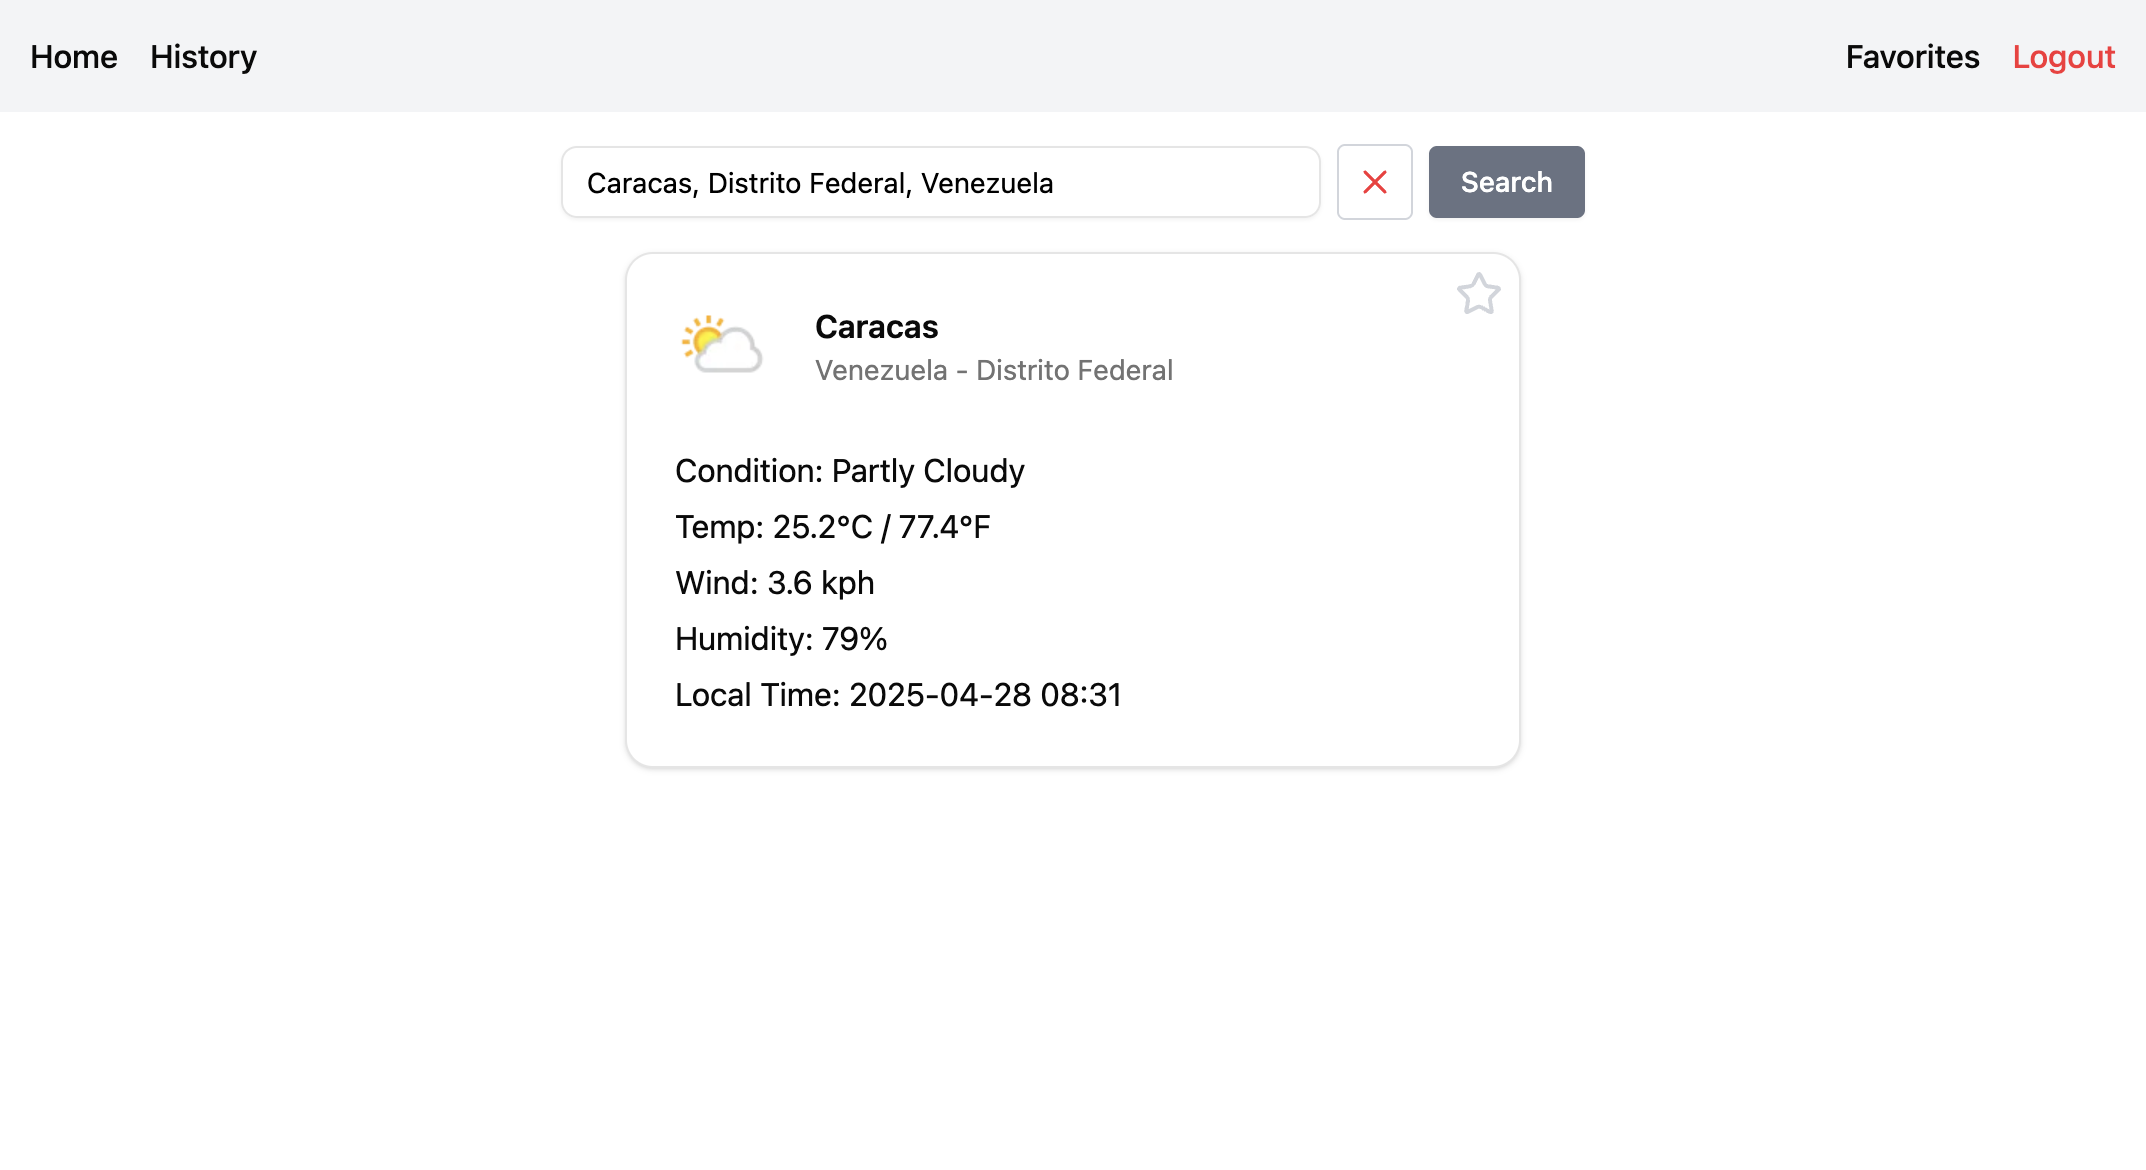 Home History Favorites Logout
Caracas, Distrito Federal, Venezuela Search
Caracas
Venezuela - Distrito Federal
Condition: Partly Cloudy
Temp: 25.2°C / 77.4°F
Wind: 3.6 kph
Humidity: 79%
Local Time: 2025-04-28 08:31